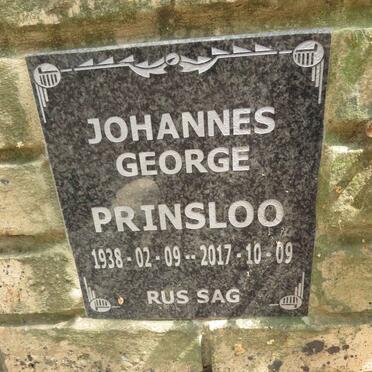 JOHANNES
GEORGE
PRINSLOO
1938 - 02 - 09 -- 2017 - 10 - 09
RUS SAG